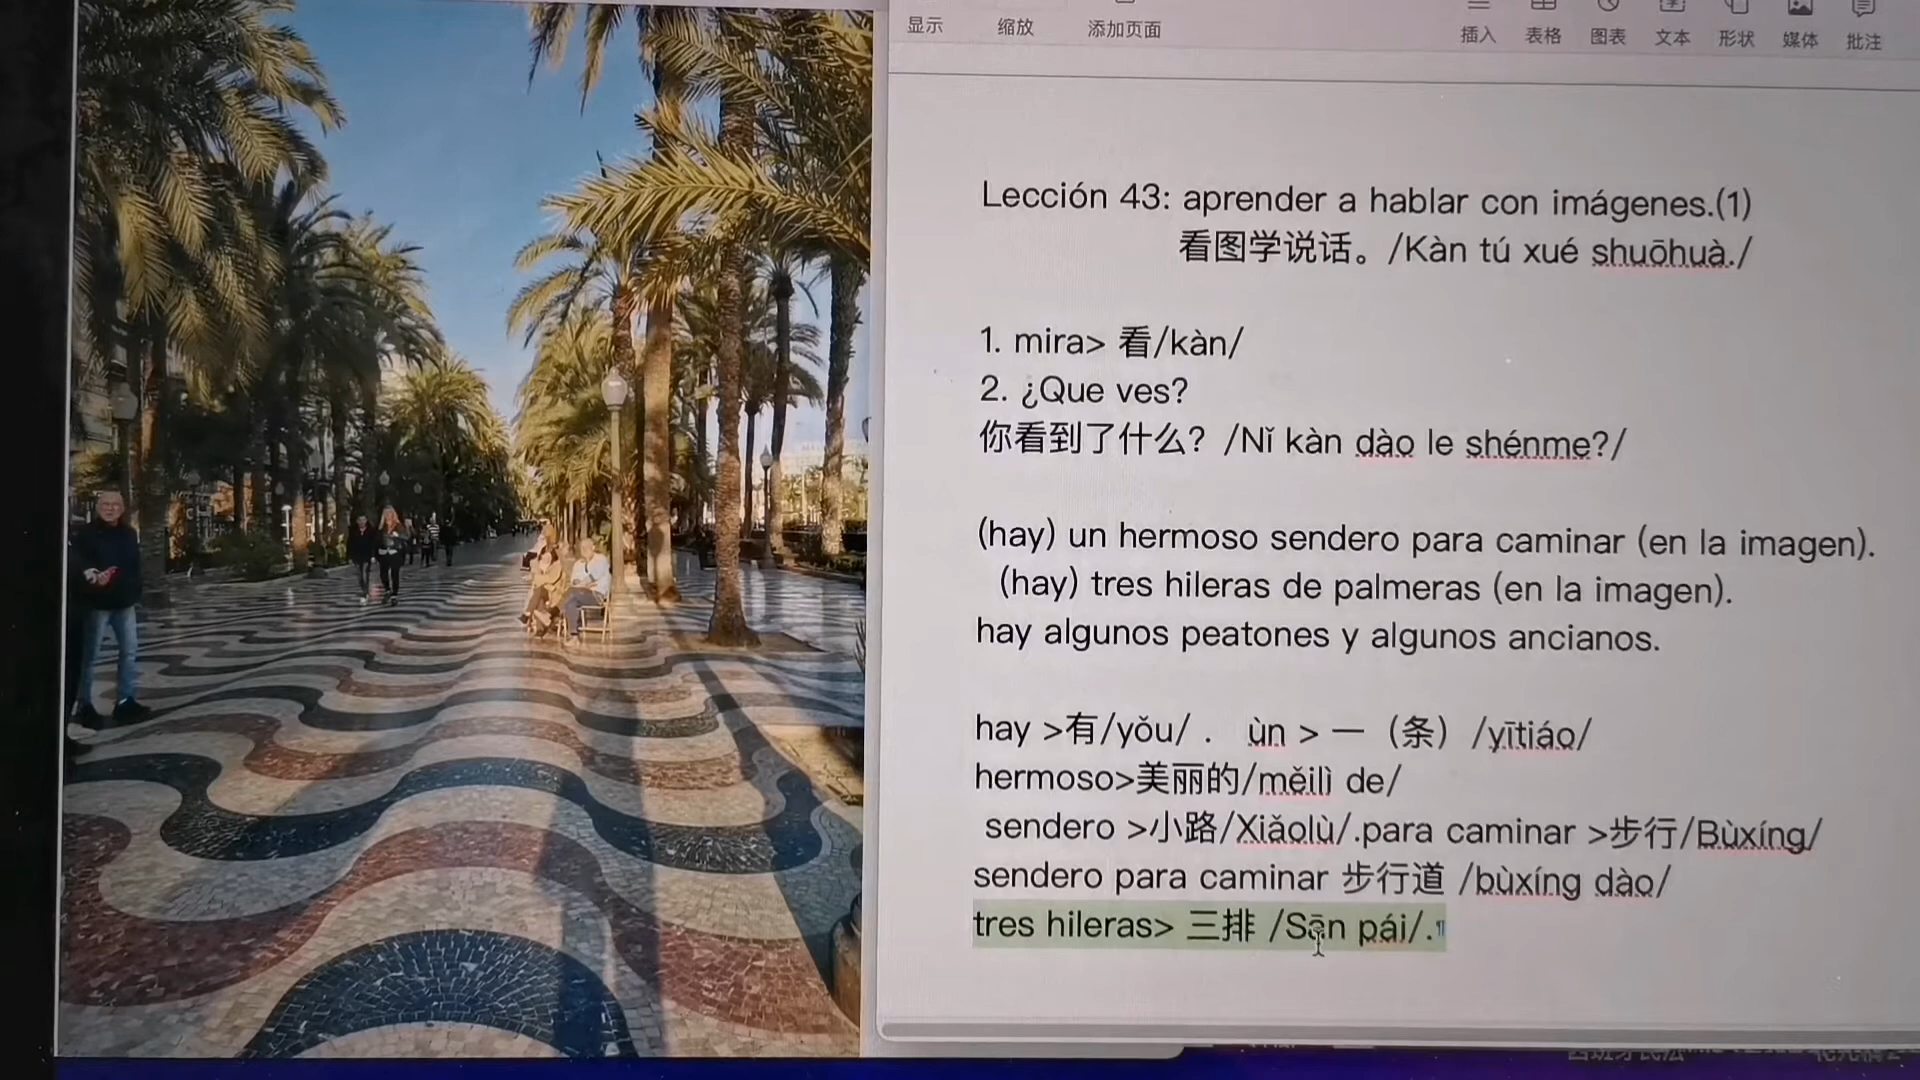 显示 缩放 添加页面 插入 表格 图表 文本 形状 媒体 批注
Lección 43: aprender a hablar con imágenes.(1)
看图学说话。/Kàn tú xué shuōhuà./
1. mira> 看/kàn/
2. ¿Que ves?
你看到了什么? /Nǐ kàn dào le shénme?/
(hay) un hermoso sendero para caminar (en la imagen).
(hay) tres hileras de palmeras (en la imagen).
hay algunos peatones y algunos ancianos.
hay >有/yǒu/ . ùn > 一（条）/yītiáo/
hermoso>美丽的/měilì de/
sendero >小路/Xiǎolù/.para caminar >步行/Bùxíng/
sendero para caminar 步行道 /bùxíng dào/
tres hileras> 三排 /Sān pái/.